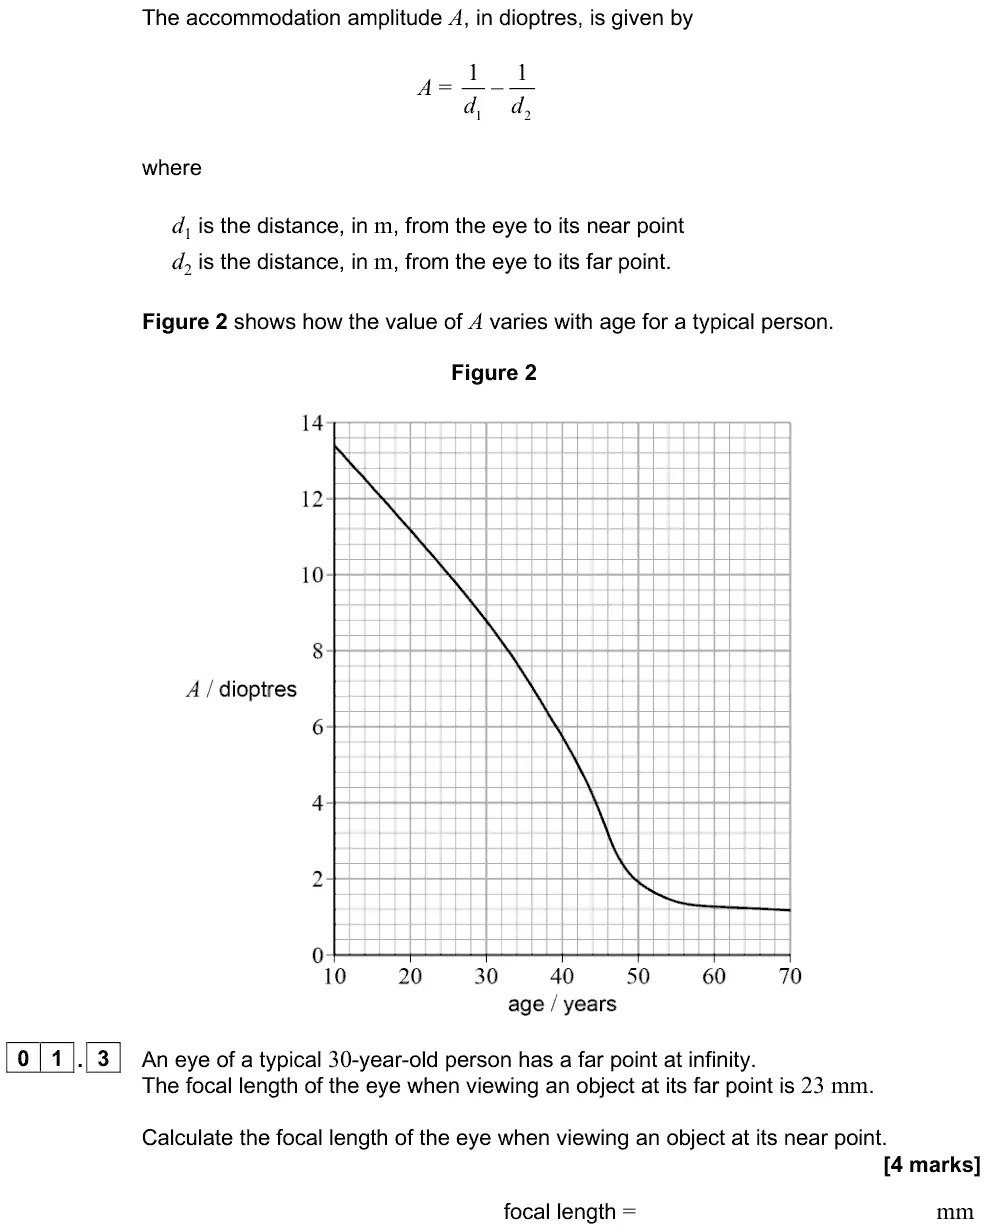 The accommodation amplitude A, in dioptres, is given by
A = 1/d₁ – 1/d₂
where
d₁ is the distance, in m, from the eye to its near point
d₂ is the distance, in m, from the eye to its far point.
Figure 2 shows how the value of A varies with age for a typical person.
Figure 2
14
12
10
8
A / dioptres
6
4
2
0
10 20 30 40 50 60 70
age / years
0 1 . 3 An eye of a typical 30-year-old person has a far point at infinity.
The focal length of the eye when viewing an object at its far point is 23 mm.
Calculate the focal length of the eye when viewing an object at its near point.
[4 marks]
focal length = mm